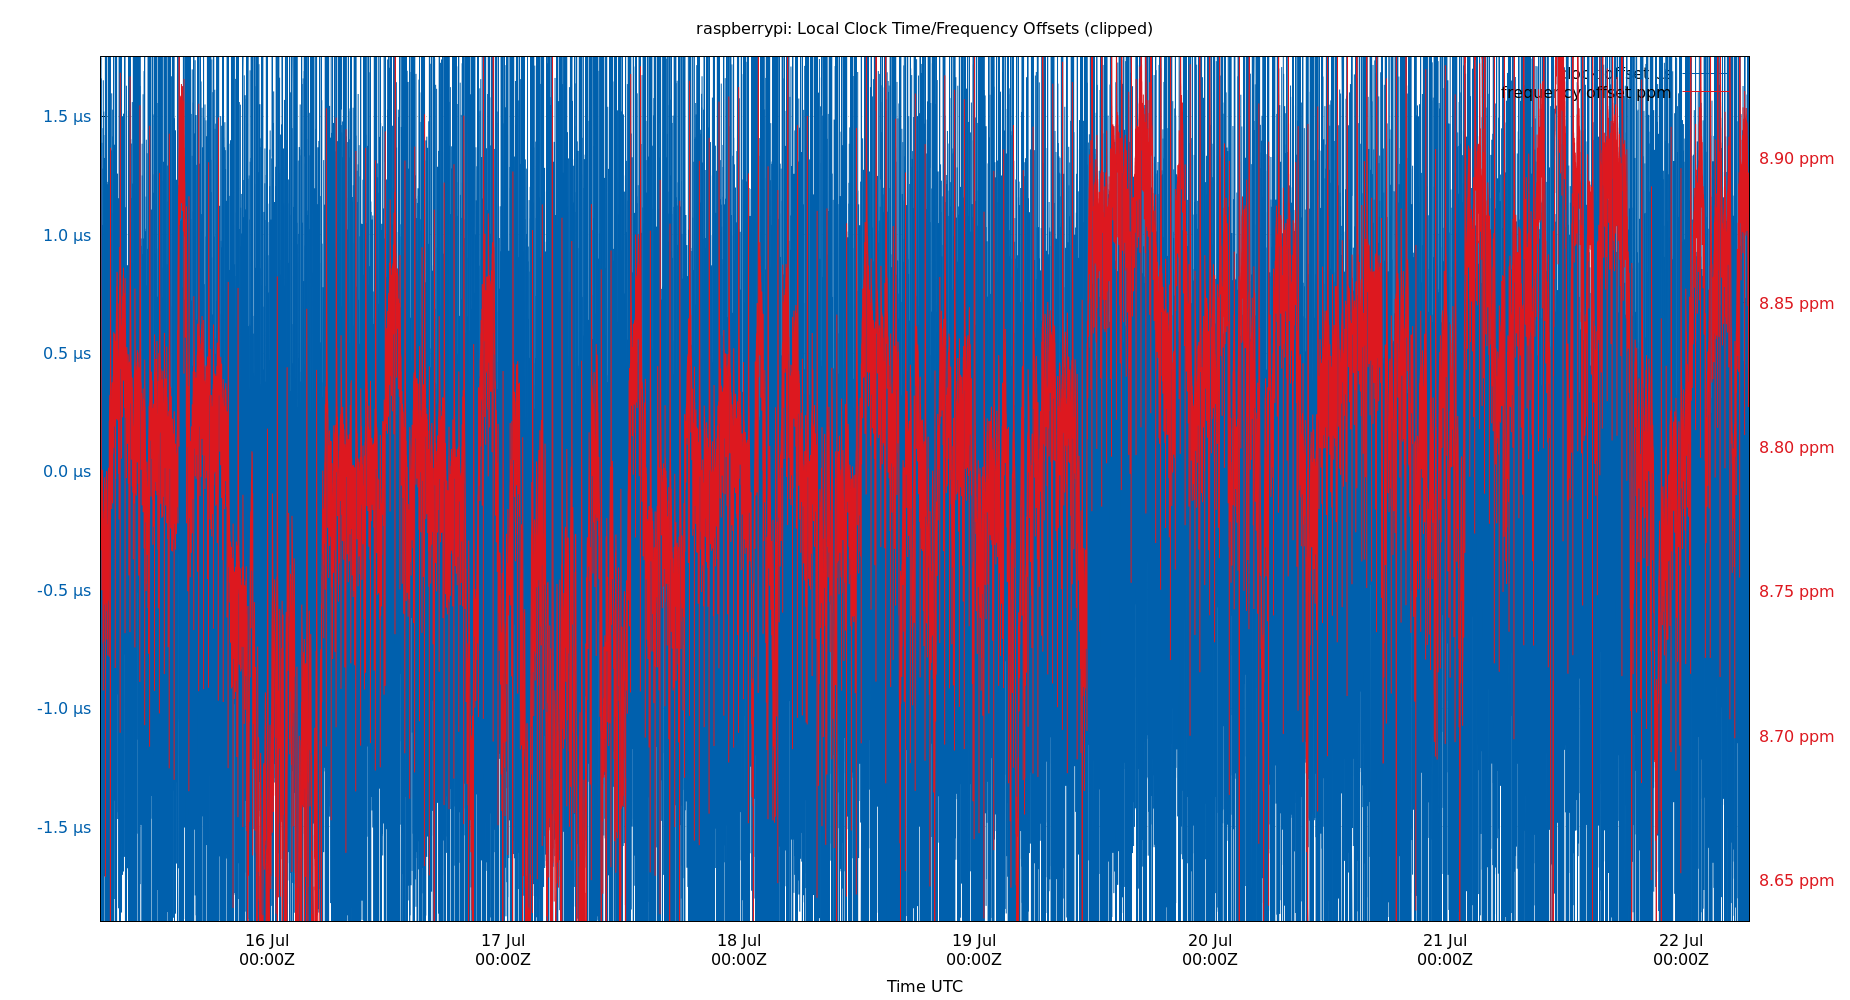 raspberrypi: Local Clock Time/Frequency Offsets (clipped)
clock offset µs
frequency offset ppm
1.5 µs
1.0 µs
0.5 µs
0.0 µs
-0.5 µs
-1.0 µs
-1.5 µs
8.90 ppm
8.85 ppm
8.80 ppm
8.75 ppm
8.70 ppm
8.65 ppm
16 Jul
00:00Z
17 Jul
00:00Z
18 Jul
00:00Z
19 Jul
00:00Z
20 Jul
00:00Z
21 Jul
00:00Z
22 Jul
00:00Z
Time UTC